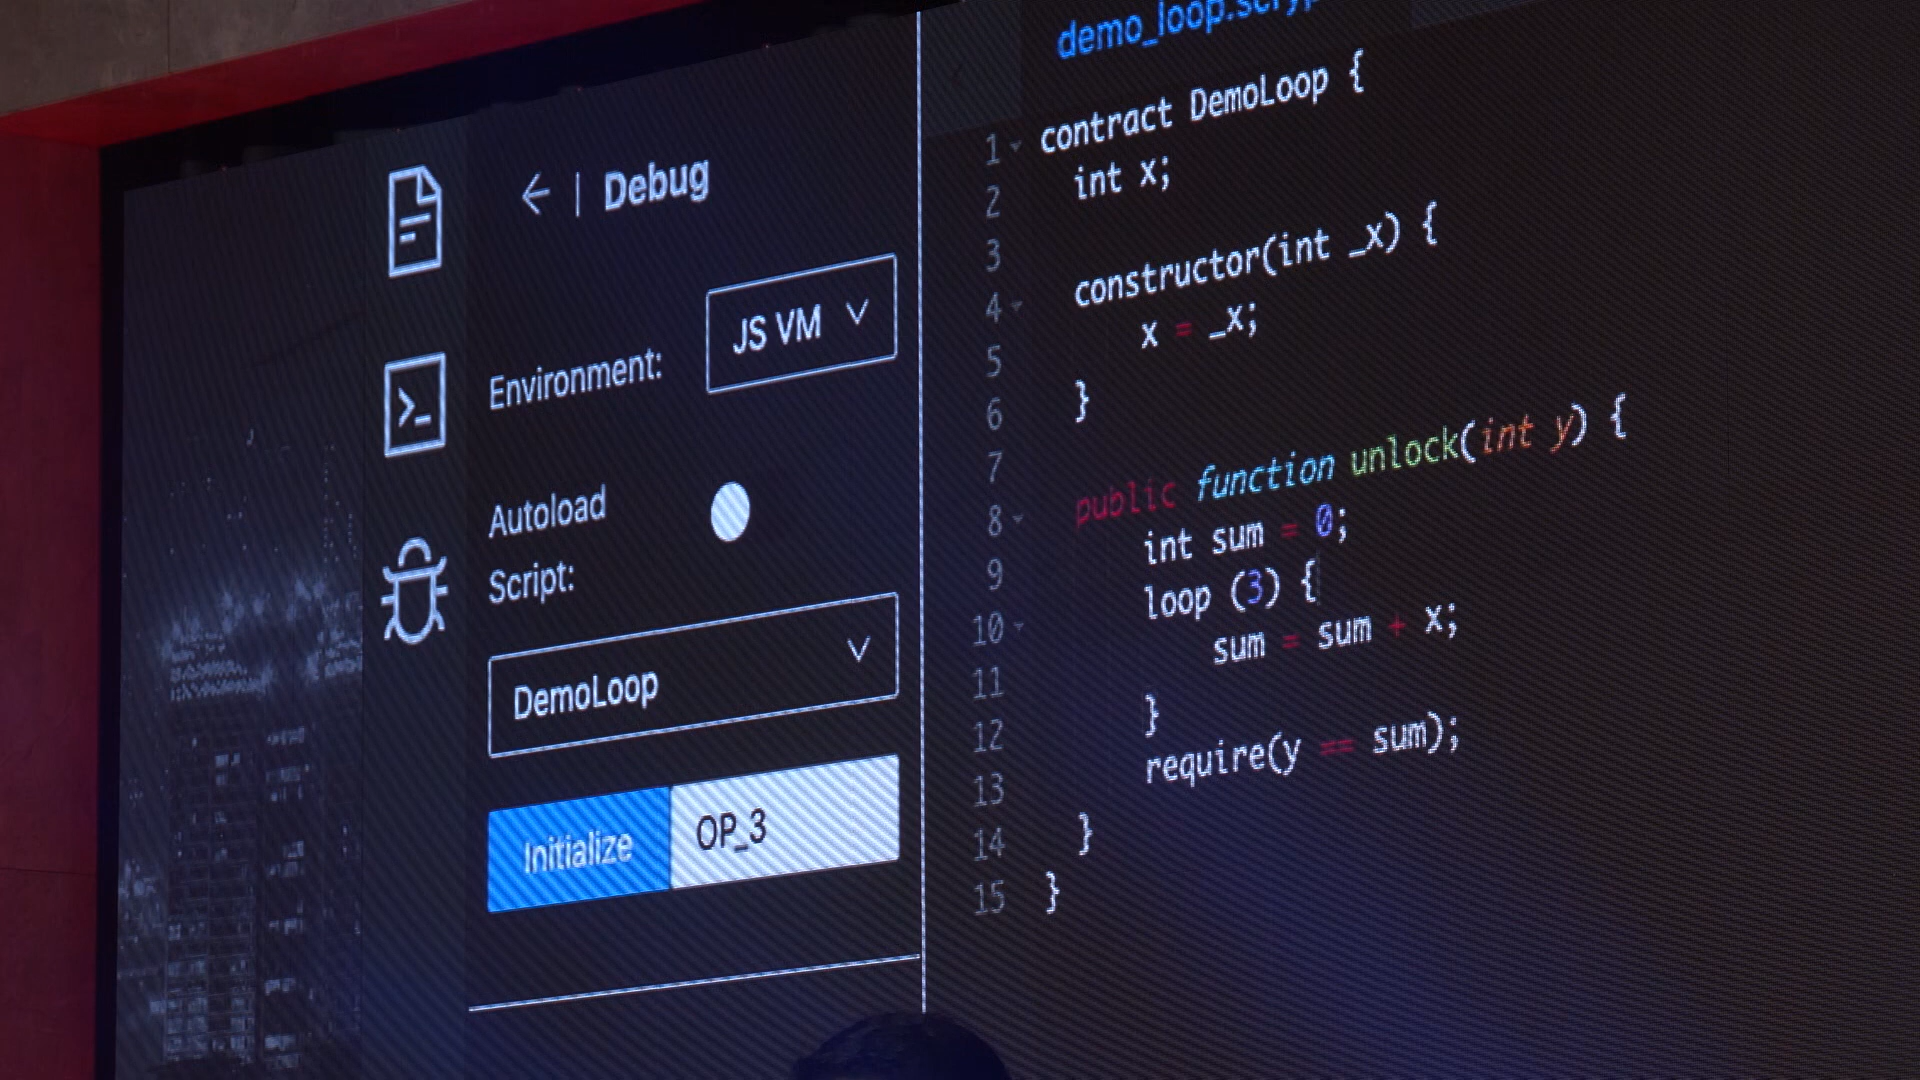 ← | Debug
Environment:
JS VM
Autoload
Script:
DemoLoop
Initialize
OP_3
1 contract DemoLoop {
2 int x;
3
4 constructor(int _x) {
5 x = _x;
6 }
7
8 public function unlock(int y) {
9 int sum = 0;
10 loop (3) {
11 sum = sum + x;
12 }
13 require(y == sum);
14 }
15 }